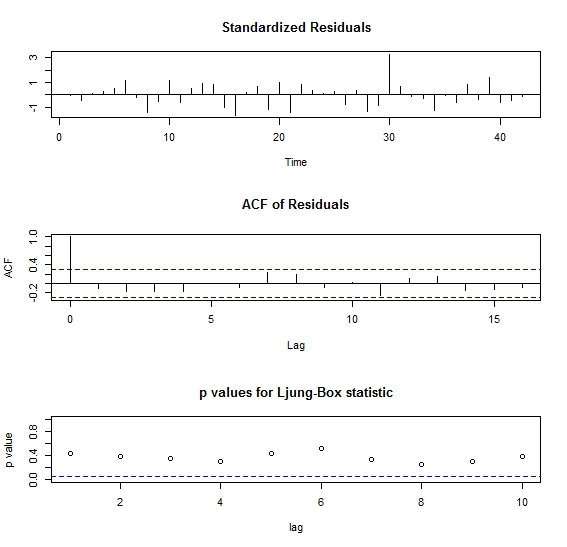 Standardized Residuals
3
1
-1
0 10 20 30 40
Time
ACF of Residuals
1.0
0.4
-0.2
ACF
0 5 10 15
Lag
p values for Ljung-Box statistic
0.8
0.4
0.0
p value
2 4 6 8 10
lag